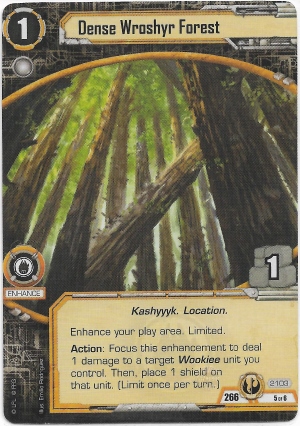 1
Dense Wroshyr Forest
1
ENHANCE
Kashyyyk. Location.
Enhance your play area. Limited.
Action: Focus this enhancement to deal
1 damage to a target Wookiee unit you
control. Then, place 1 shield on
that unit. (Limit once per turn.)
2103
266
5 of 6